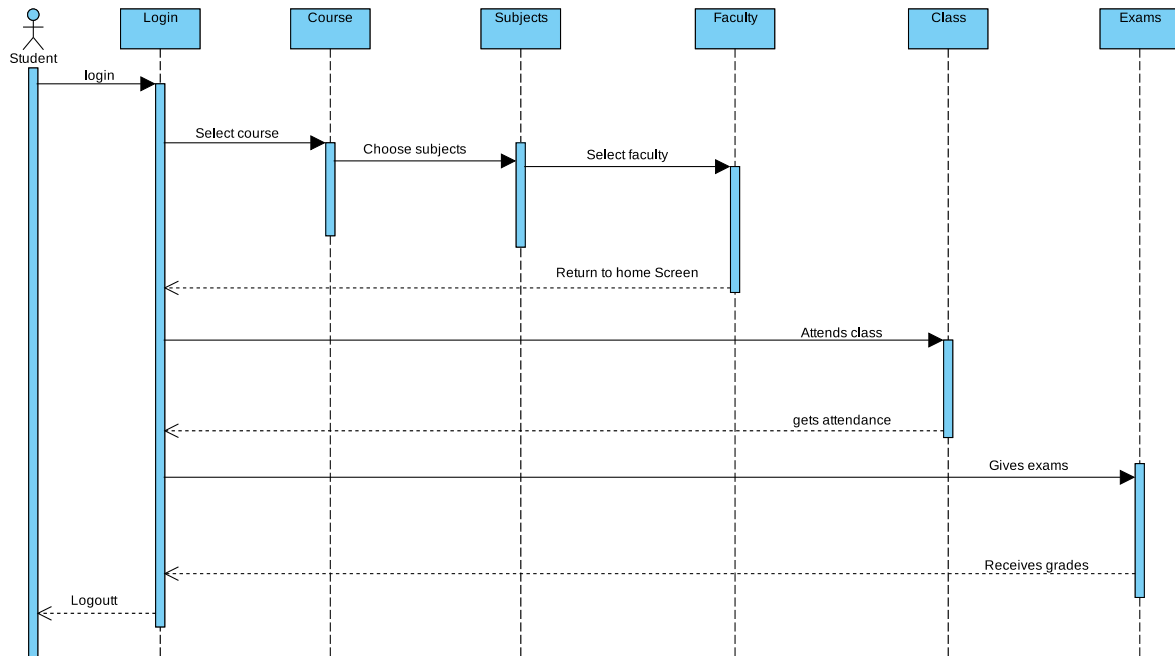 Login
Course
Subjects
Faculty
Class
Exams
Student
login
Select course
Choose subjects
Select faculty
Return to home Screen
Attends class
gets attendance
Gives exams
Receives grades
Logoutt